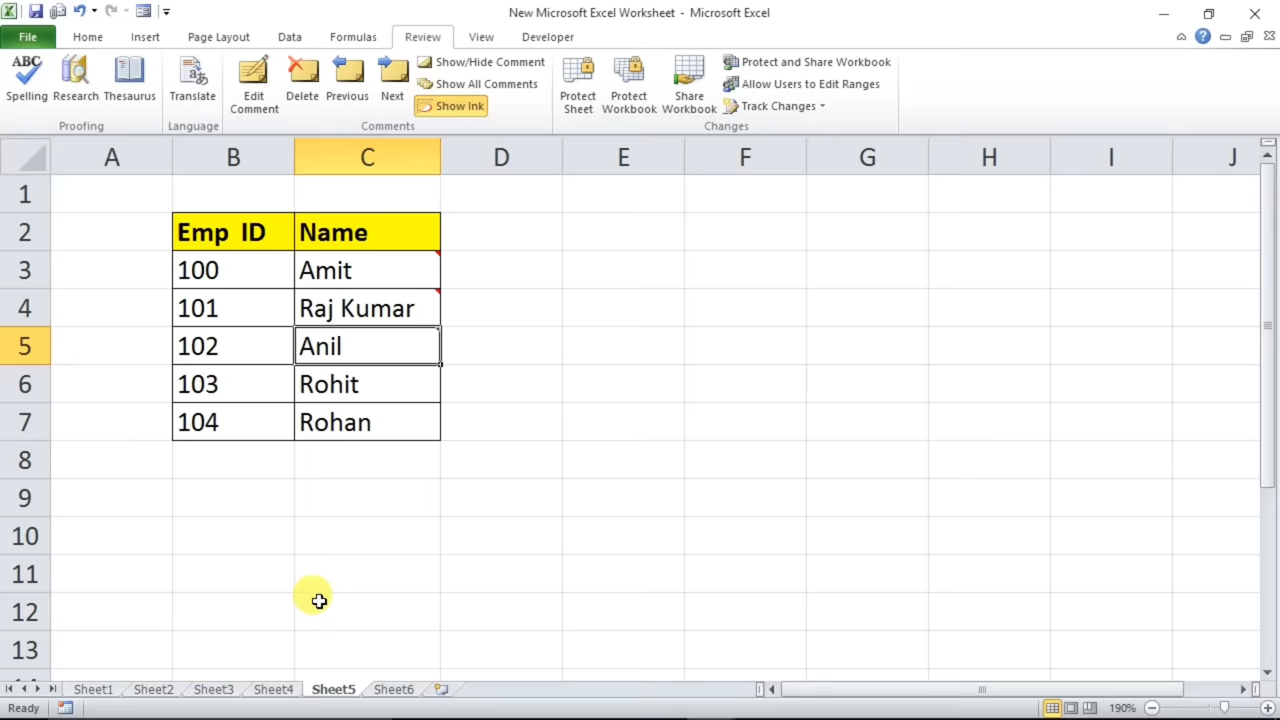 New Microsoft Excel Worksheet - Microsoft Excel
File Home Insert Page Layout Data Formulas Review View Developer
ABC
Spelling Research Thesaurus
Translate
Edit Comment
Delete Previous Next
Show/Hide Comment
Show All Comments
Show Ink
Protect Sheet
Protect Workbook
Share Workbook
Protect and Share Workbook
Allow Users to Edit Ranges
Track Changes
Proofing Language Comments Changes
A B C D E F G H I J
1
2 Emp ID Name
3 100 Amit
4 101 Raj Kumar
5 102 Anil
6 103 Rohit
7 104 Rohan
8
9
10
11
12
13
Sheet1 Sheet2 Sheet3 Sheet4 Sheet5 Sheet6
Ready 190%